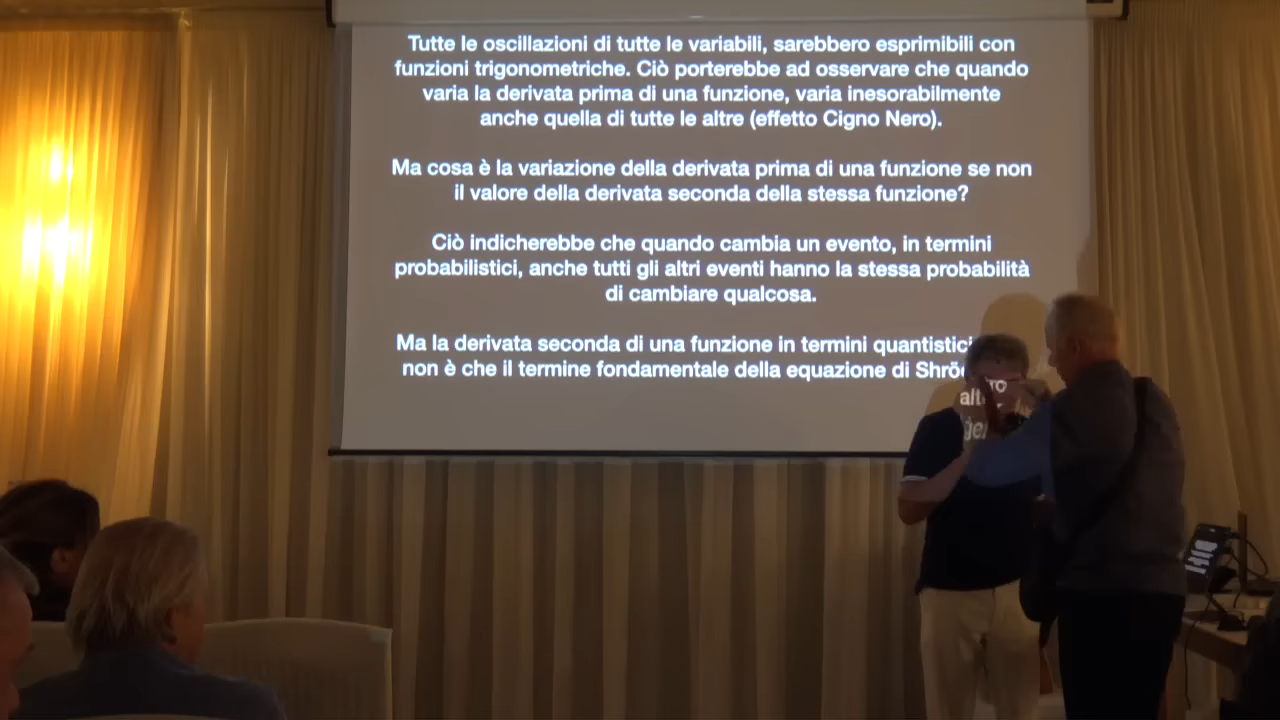 Tutte le oscillazioni di tutte le variabili, sarebbero esprimibili con
funzioni trigonometriche. Ciò porterebbe ad osservare che quando
varia la derivata prima di una funzione, varia inesorabilmente
anche quella di tutte le altre (effetto Cigno Nero).
Ma cosa è la variazione della derivata prima di una funzione se non
il valore della derivata seconda della stessa funzione?
Ciò indicherebbe che quando cambia un evento, in termini
probabilistici, anche tutti gli altri eventi hanno la stessa probabilità
di cambiare qualcosa.
Ma la derivata seconda di una funzione in termini quantistici
non è che il termine fondamentale della equazione di